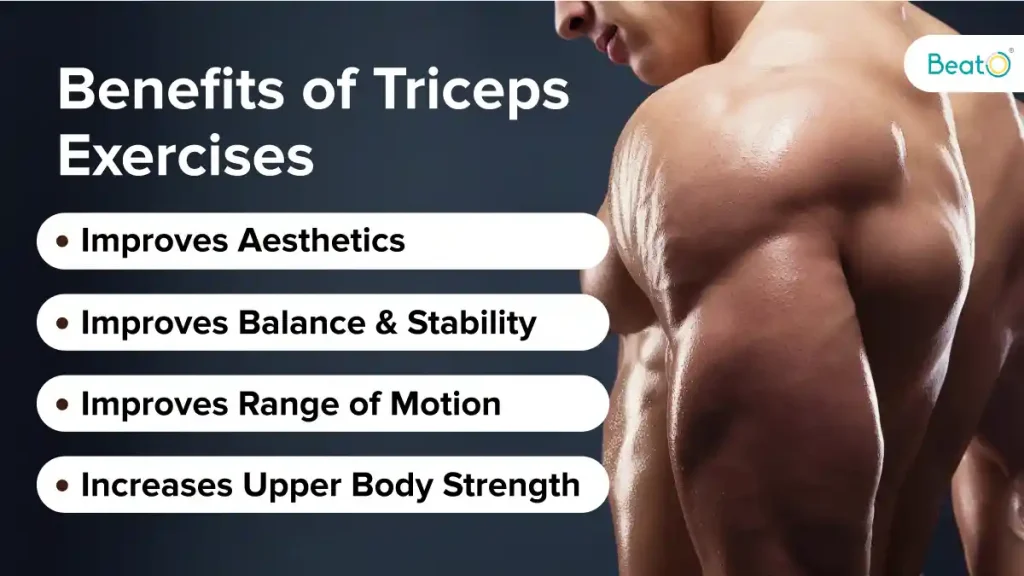 Benefits of Triceps
Exercises
• Improves Aesthetics
• Improves Balance & Stability
• Improves Range of Motion
• Increases Upper Body Strength
BeatO®